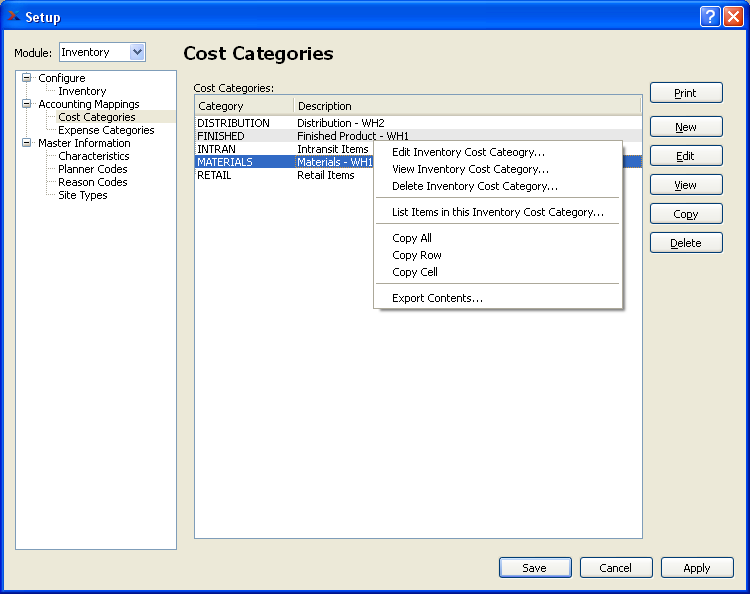 Setup
Module: Inventory
Cost Categories
Configure
Inventory
Accounting Mappings
Cost Categories
Expense Categories
Master Information
Characteristics
Planner Codes
Reason Codes
Site Types
Cost Categories:
Category Description
DISTRIBUTION Distribution - WH2
FINISHED Finished Product - WH1
INTRAN Intransit Items
MATERIALS Materials - WH1
RETAIL Retail Items
Edit Inventory Cost Cateogry...
View Inventory Cost Category...
Delete Inventory Cost Category...
List Items in this Inventory Cost Category...
Copy All
Copy Row
Copy Cell
Export Contents...
Print
New
Edit
View
Copy
Delete
Save Cancel Apply